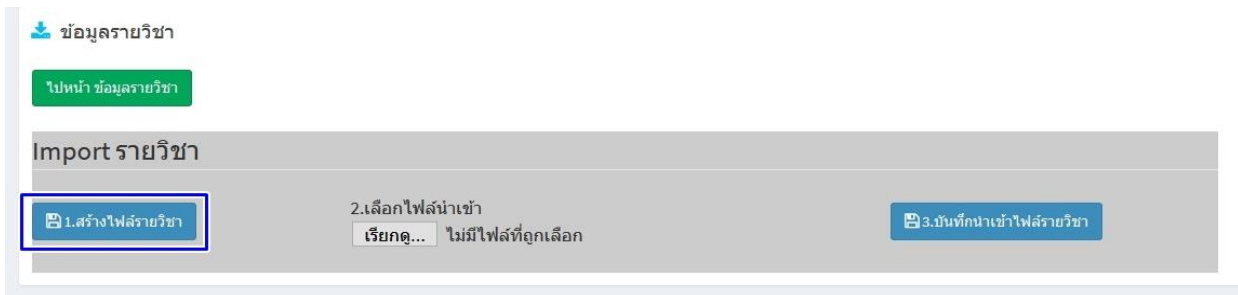 ข้อมูลรายวิชา
ไปหน้า ข้อมูลรายวิชา
Import รายวิชา
1.สร้างไฟล์รายวิชา
2.เลือกไฟล์นำเข้า
เรียกดู... ไม่มีไฟล์ที่ถูกเลือก
3.บันทึกนำเข้าไฟล์รายวิชา